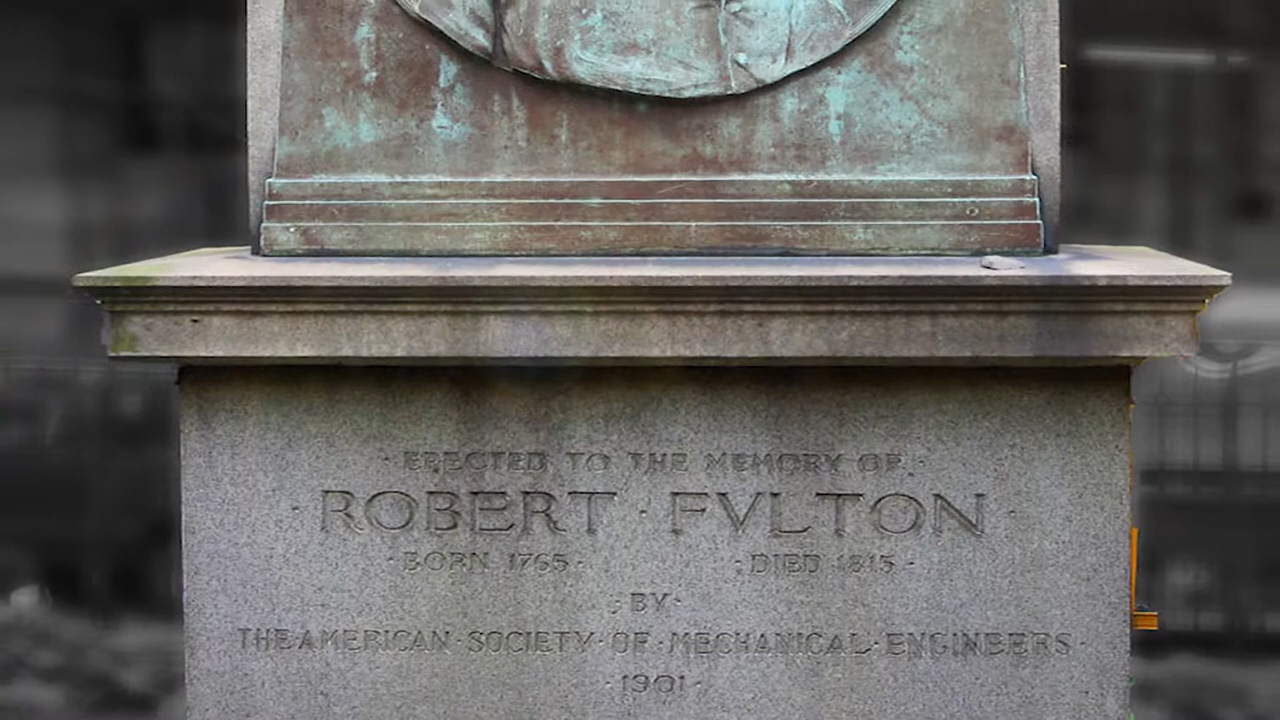 · ERECTED TO THE MEMORY OF ·
· ROBERT · FVLTON ·
· BORN 1765 · · DIED 1815 ·
· BY ·
THE AMERICAN · SOCIETY · OF · MECHANICAL · ENGINEERS ·
· 1901 ·